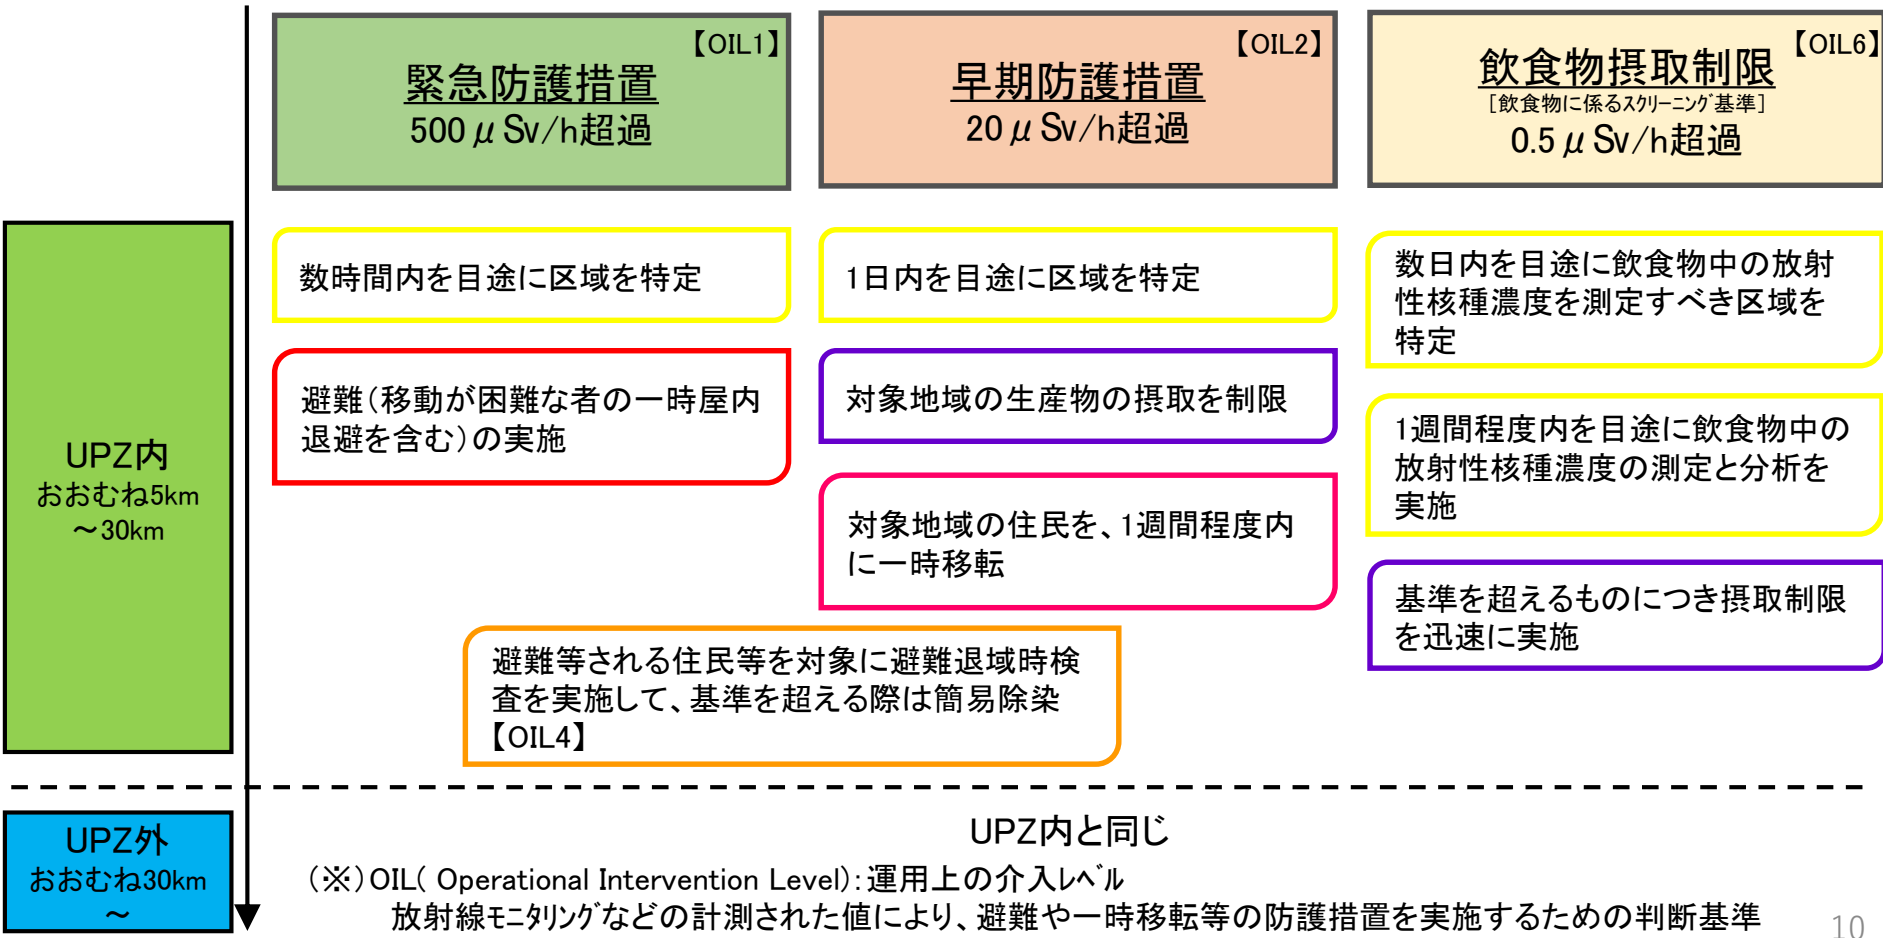 【OIL1】
緊急防護措置
500μSv/h超過
【OIL2】
早期防護措置
20μSv/h超過
【OIL6】
飲食物摂取制限
[飲食物に係るスクリーニング基準]
0.5μSv/h超過
UPZ内
おおむね5km
～30km
数時間内を目途に区域を特定
避難(移動が困難な者の一時屋内
退避を含む)の実施
1日内を目途に区域を特定
対象地域の生産物の摂取を制限
対象地域の住民を、1週間程度内
に一時移転
数日内を目途に飲食物中の放射
性核種濃度を測定すべき区域を
特定
1週間程度内を目途に飲食物中の
放射性核種濃度の測定と分析を
実施
基準を超えるものにつき摂取制限
を迅速に実施
避難等される住民等を対象に避難退域時検
査を実施して、基準を超える際は簡易除染
【OIL4】
UPZ外
おおむね30km
～
UPZ内と同じ
(※)OIL( Operational Intervention Level):運用上の介入レベル
放射線モニタリングなどの計測された値により、避難や一時移転等の防護措置を実施するための判断基準
10